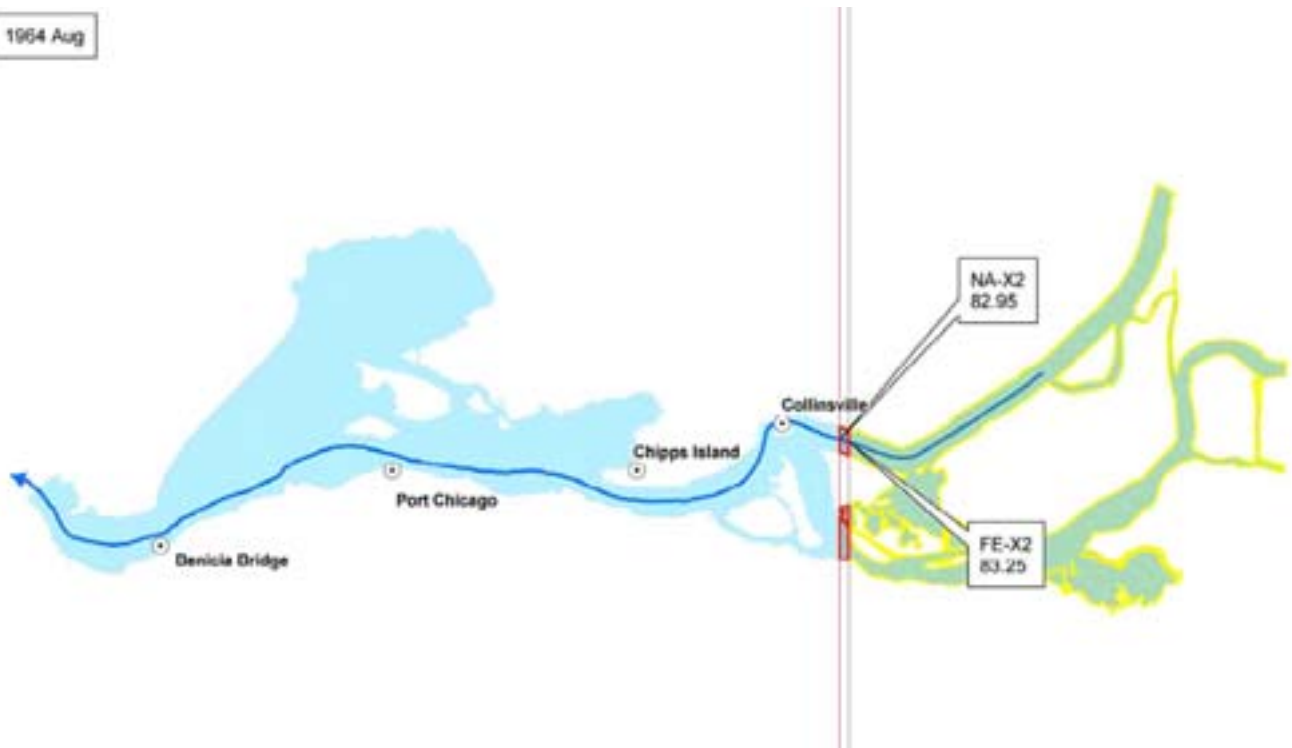 1964 Aug
NA-X2
82.95
Collinsville
Chipps Island
Port Chicago
FE-X2
83.25
Benicia Bridge